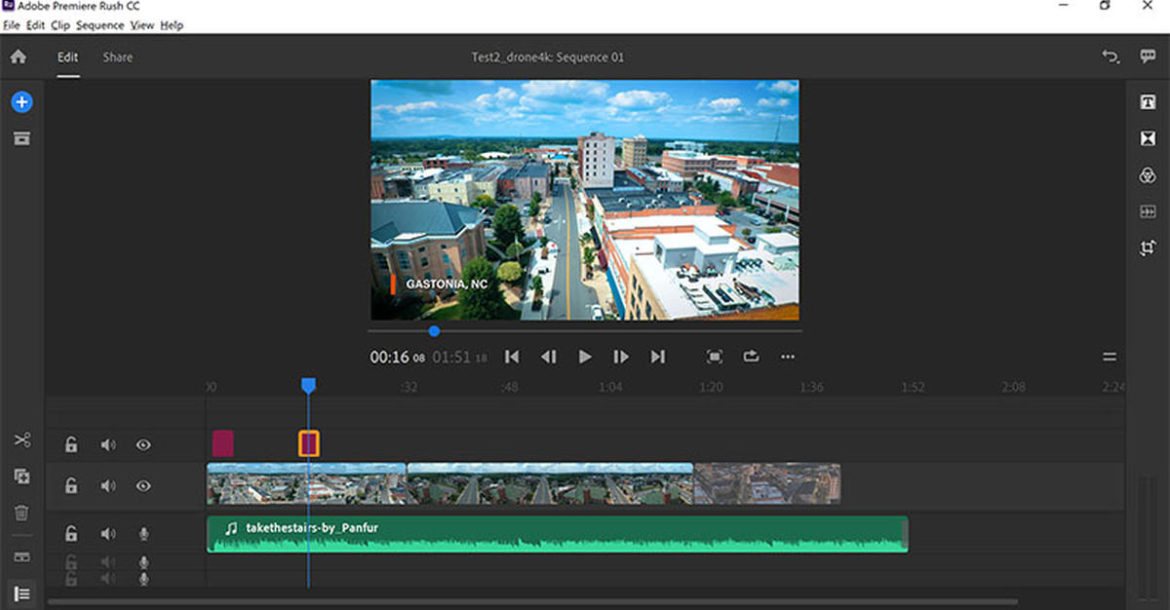 Ru Adobe Premiere Rush CC
File Edit Clip Sequence View Help
Edit Share Test2_drone4k: Sequence 01
GASTONIA, NC
00:16 08 01:51 18
:00 :32 :48 1:04 1:20 1:36 1:52 2:08 2:24
takethestairs-by_Panfur